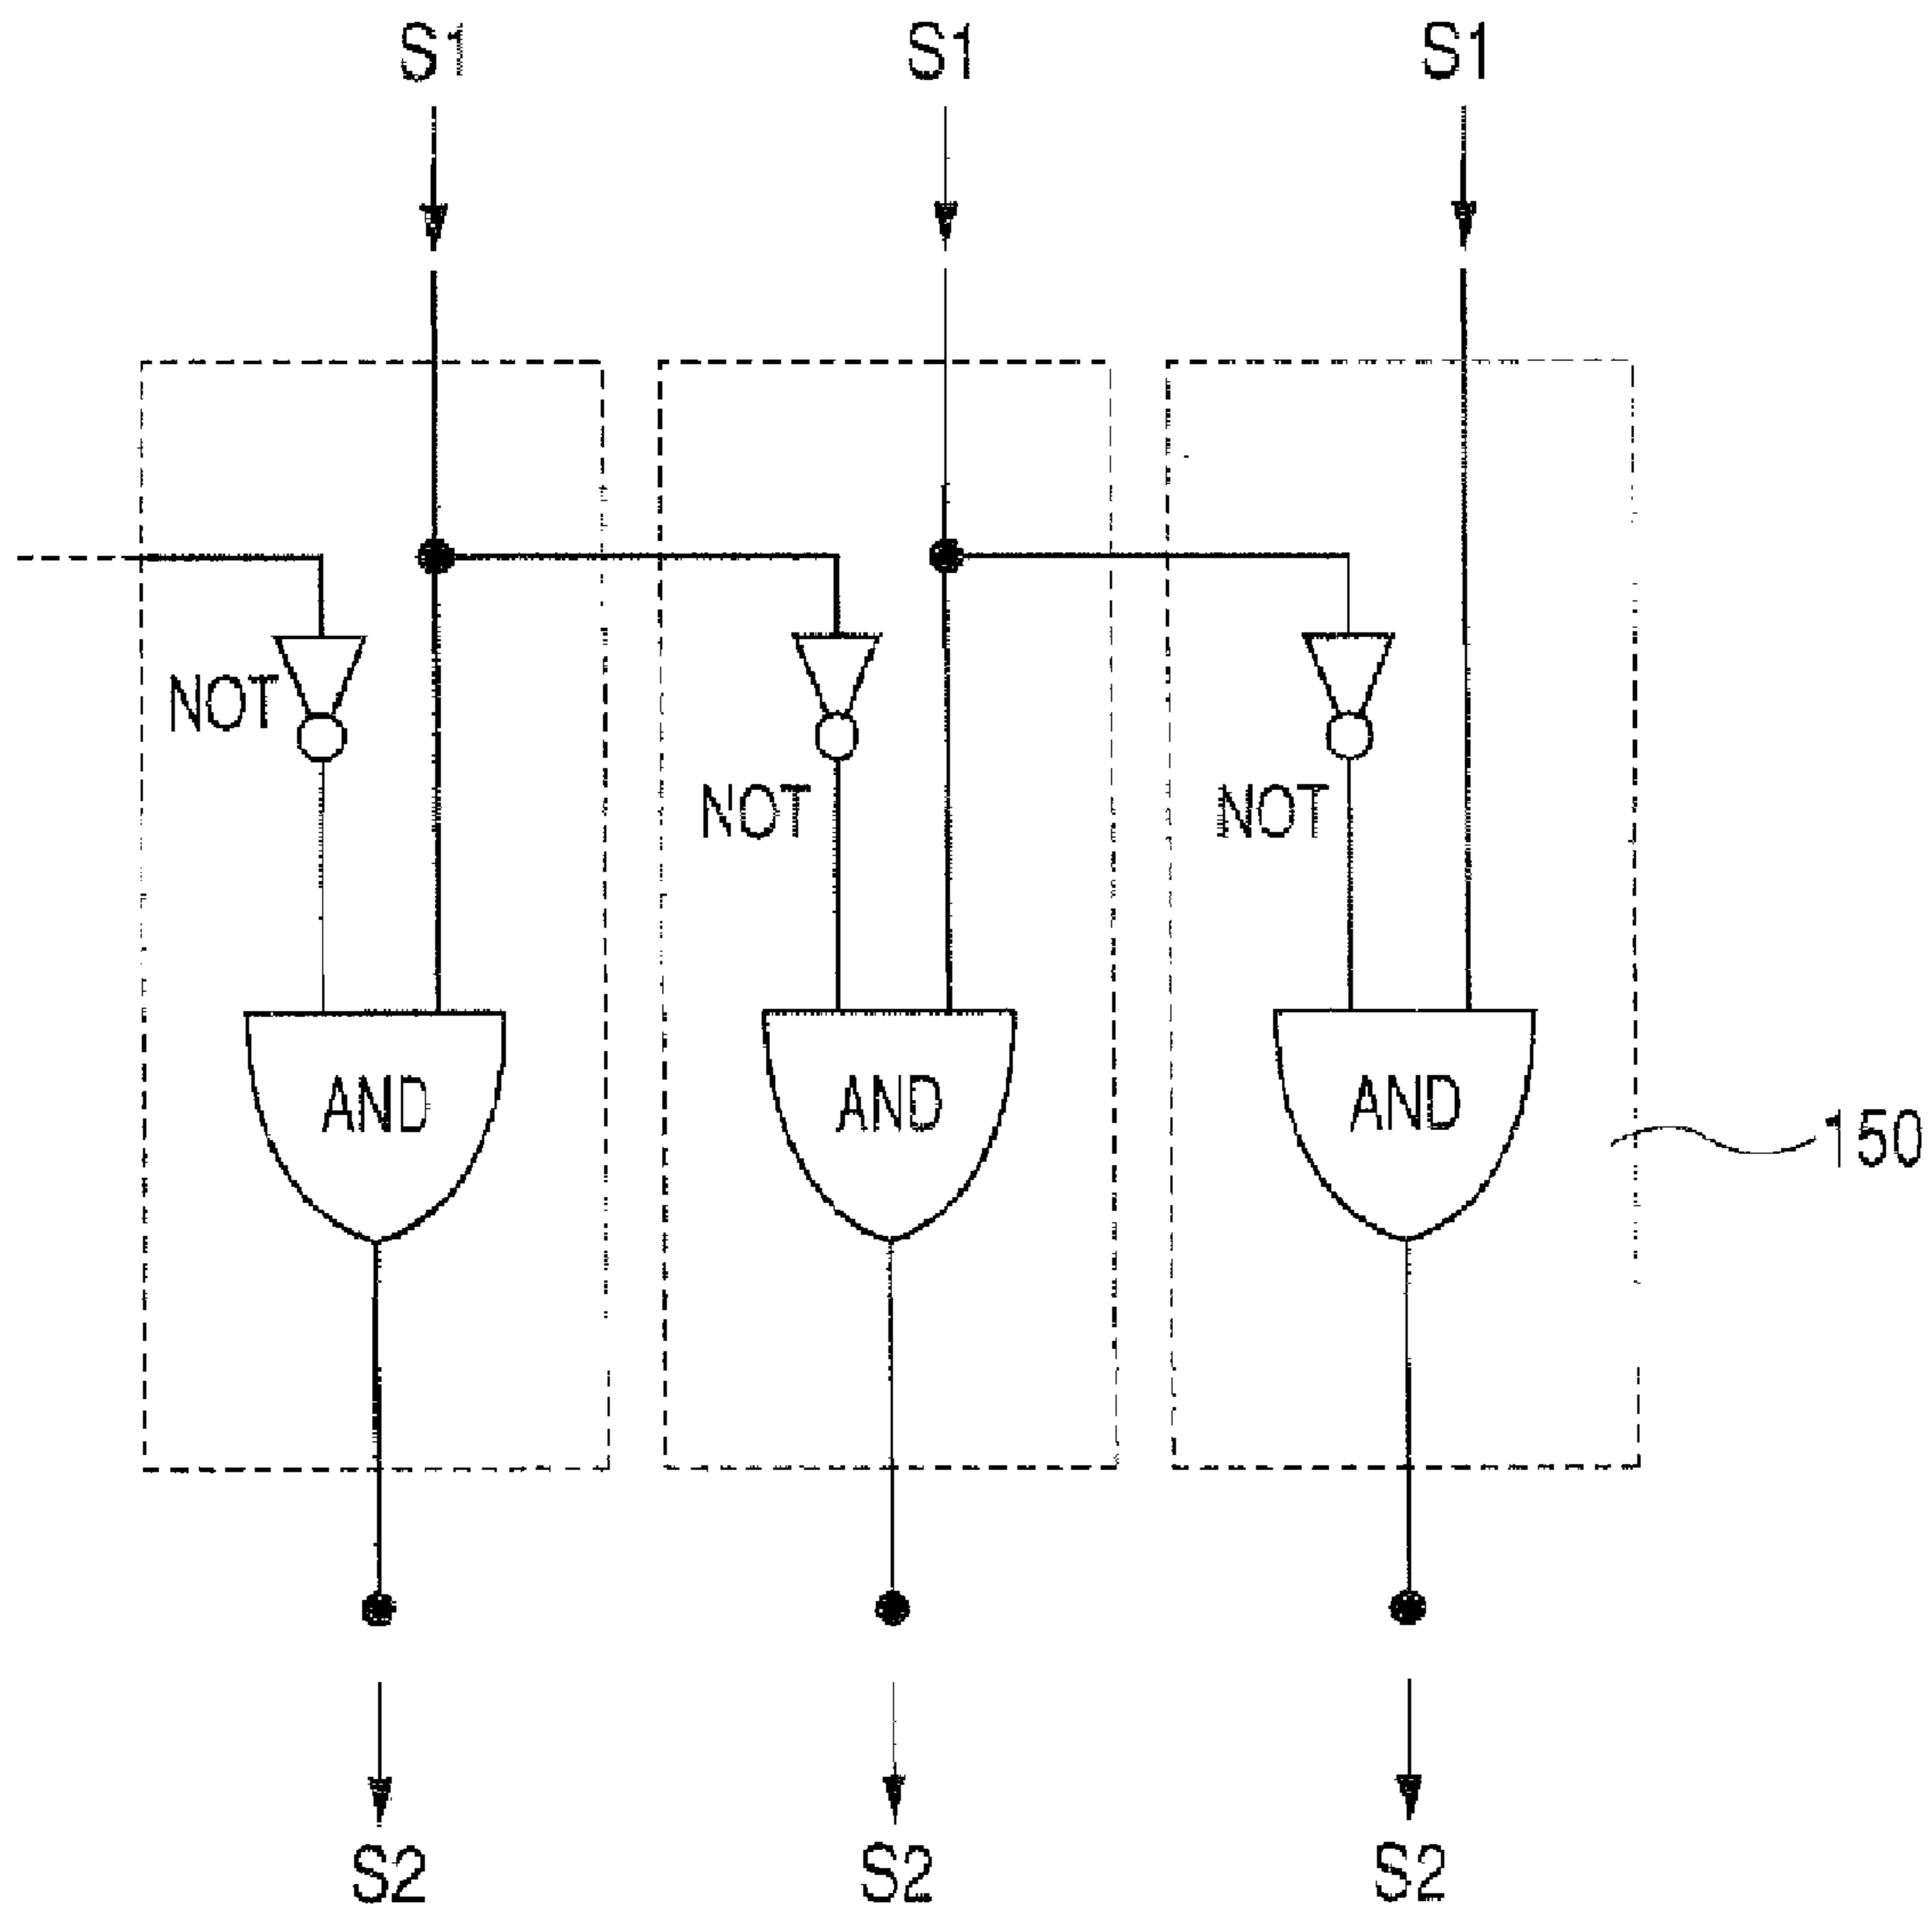 S1 S1 S1
NOT
NOT NOT
AND AND AND
150
S2 S2 S2